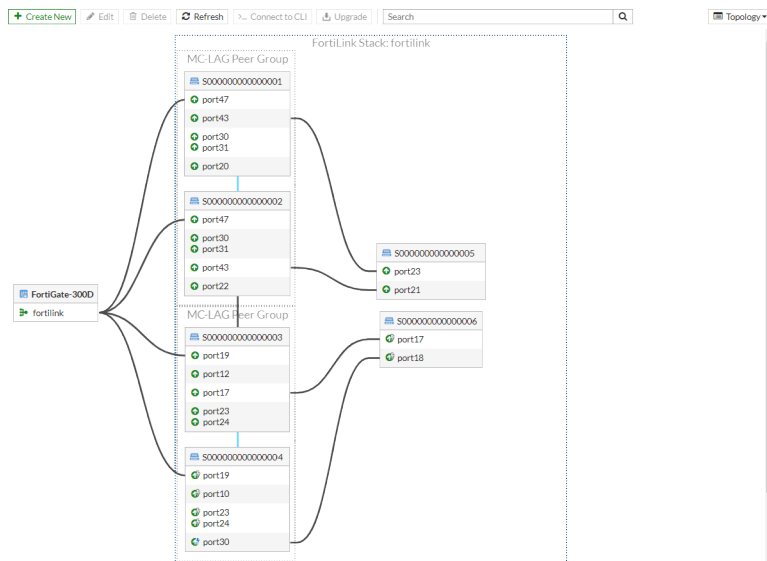 + Create New
Edit
Delete
Refresh
>_ Connect to CLI
Upgrade
Search
Topology
FortiLink Stack: fortilink
MC-LAG Peer Group
S000000000000001
port47
port43
port30
port31
port20
S000000000000002
port47
port30
port31
port43
port22
S000000000000005
port23
port21
FortiGate-300D
fortilink
MC-LAG Peer Group
S000000000000003
port19
port12
port17
port23
port24
S000000000000006
port17
port18
S000000000000004
port19
port10
port23
port24
port30